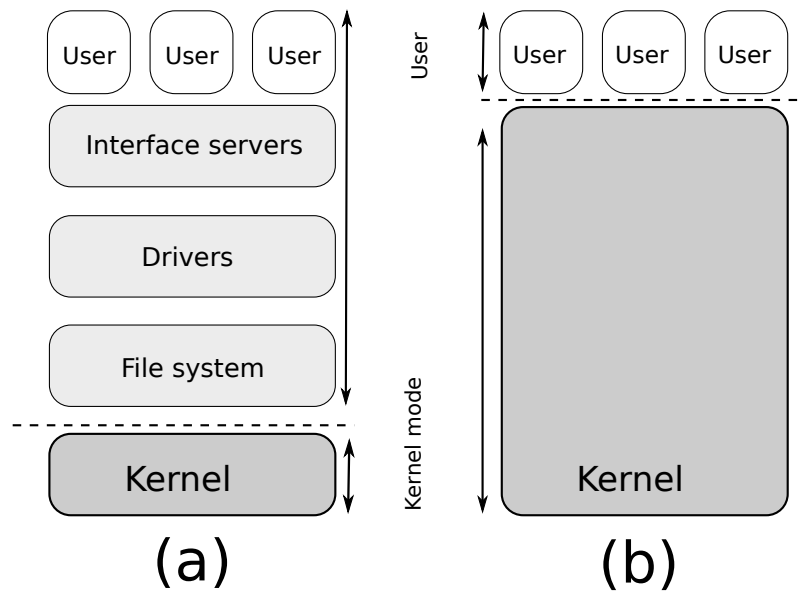 User
User
User
Interface servers
Drivers
File system
Kernel
(a)
User
Kernel mode
User
User
User
Kernel
(b)